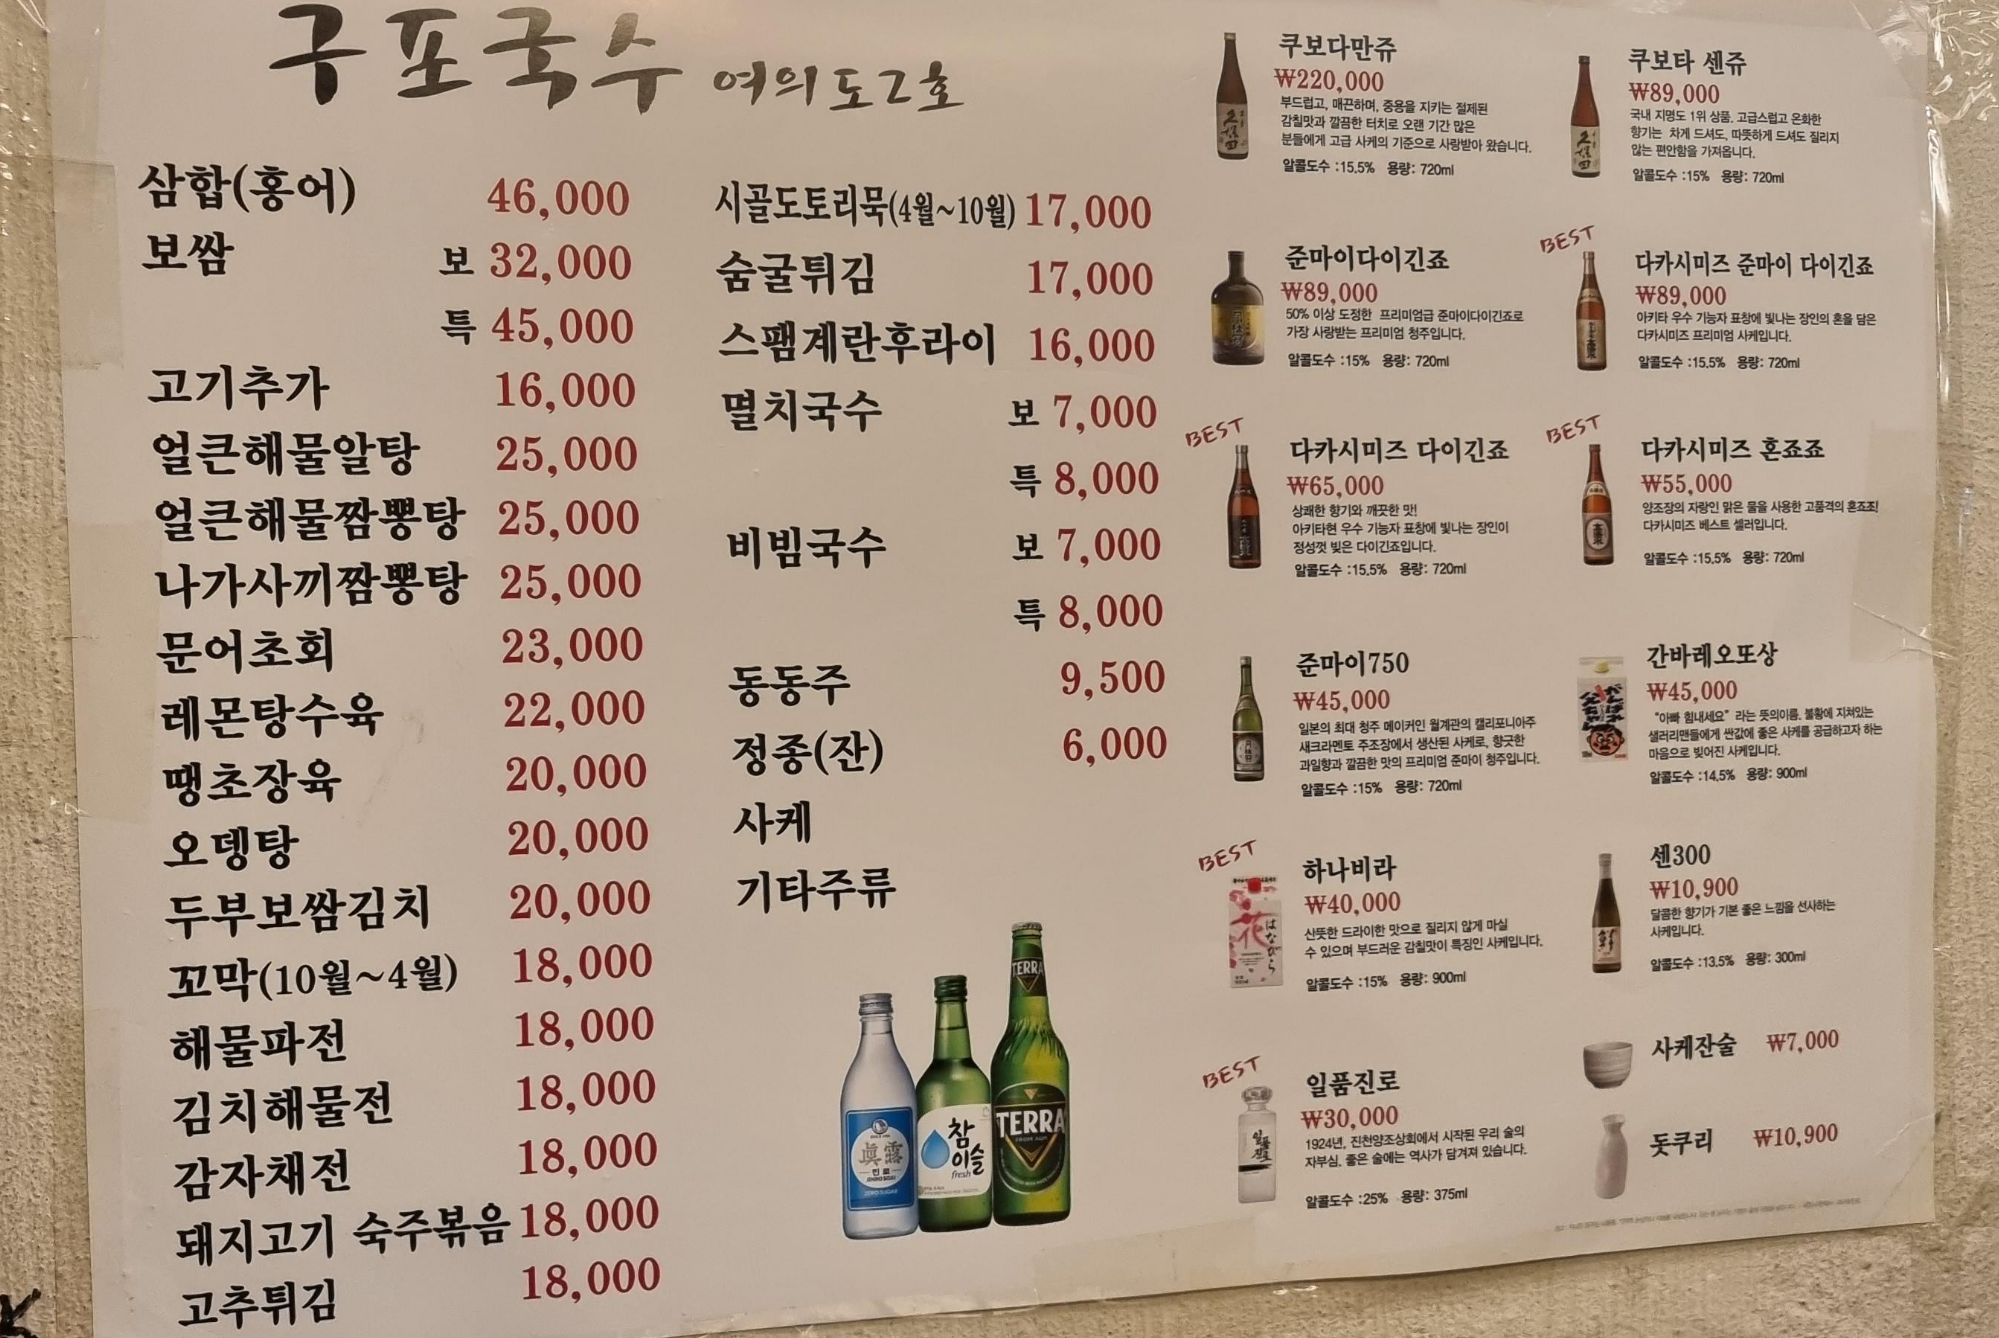 구포국수 여의도2호
삼합(홍어) 46,000
보쌈 보 32,000
특 45,000
고기추가 16,000
얼큰해물알탕 25,000
얼큰해물짬뽕탕 25,000
나가사끼짬뽕탕 25,000
문어초회 23,000
레몬탕수육 22,000
땡초장육 20,000
오뎅탕 20,000
두부보쌈김치 20,000
꼬막(10월~4월) 18,000
해물파전 18,000
김치해물전 18,000
감자채전 18,000
돼지고기 숙주볶음 18,000
고추튀김 18,000
시골도토리묵(4월~10월) 17,000
숨굴튀김 17,000
스팸계란후라이 16,000
멸치국수 보 7,000
특 8,000
비빔국수 보 7,000
특 8,000
동동주 9,500
정종(잔) 6,000
사케
기타주류
眞露
진로
ZERO SUGAR
참이슬
fresh
TERRA
TERRA
쿠보다만쥬
₩220,000
부드럽고, 매끈하며, 중용을 지키는 절제된
감칠맛과 깔끔한 터치로 오랜 기간 많은
분들에게 고급 사케의 기준으로 사랑받아 왔습니다.
알콜도수 :15.5% 용량: 720ml
쿠보타 센쥬
₩89,000
국내 지명도 1위 상품. 고급스럽고 온화한
향기는 차게 드셔도, 따뜻하게 드셔도 질리지
않는 편안함을 가져옵니다.
알콜도수 :15% 용량: 720ml
준마이다이긴죠
₩89,000
50% 이상 도정한 프리미엄급 준마이다이긴죠로
가장 사랑받는 프리미엄 청주입니다.
알콜도수 :15% 용량: 720ml
BEST
다카시미즈 준마이 다이긴죠
₩89,000
아키타 우수 기능자 표창에 빛나는 장인의 혼을 담은
다카시미즈 프리미엄 사케입니다.
알콜도수 :15.5% 용량: 720ml
BEST
다카시미즈 다이긴죠
₩65,000
상쾌한 향기와 깨끗한 맛!
아키타현 우수 기능자 표창에 빛나는 장인이
정성껏 빚은 다이긴죠입니다.
알콜도수 :15.5% 용량: 720ml
BEST
다카시미즈 혼죠죠
₩55,000
양조장의 자랑인 맑은 물을 사용한 고품격의 혼죠죠!
다카시미즈 베스트 셀러입니다.
알콜도수 :15.5% 용량: 720ml
준마이750
₩45,000
일본의 최대 청주 메이커인 월계관의 캘리포니아주
새크라멘토 주조장에서 생산된 사케로, 향긋한
과일향과 깔끔한 맛의 프리미엄 준마이 청주입니다.
알콜도수 :15% 용량: 720ml
간바레오또상
₩45,000
"아빠 힘내세요" 라는 뜻의이름. 불황에 지쳐있는
샐러리맨들에게 싼값에 좋은 사케를 공급하고자 하는
마음으로 빚어진 사케입니다.
알콜도수 :14.5% 용량: 900ml
BEST
하나비라
₩40,000
산뜻한 드라이한 맛으로 질리지 않게 마실
수 있으며 부드러운 감칠맛이 특징인 사케입니다.
알콜도수 :15% 용량: 900ml
花
はなびら
센300
₩10,900
달콤한 향기가 기본 좋은 느낌을 선사하는
사케입니다.
알콜도수 :13.5% 용량: 300ml
BEST
일품진로
₩30,000
1924년, 진천양조상회에서 시작된 우리 술의
자부심. 좋은 술에는 역사가 담겨져 있습니다.
알콜도수 :25% 용량: 375ml
일품진로
사케잔술 ₩7,000
돗쿠리 ₩10,900